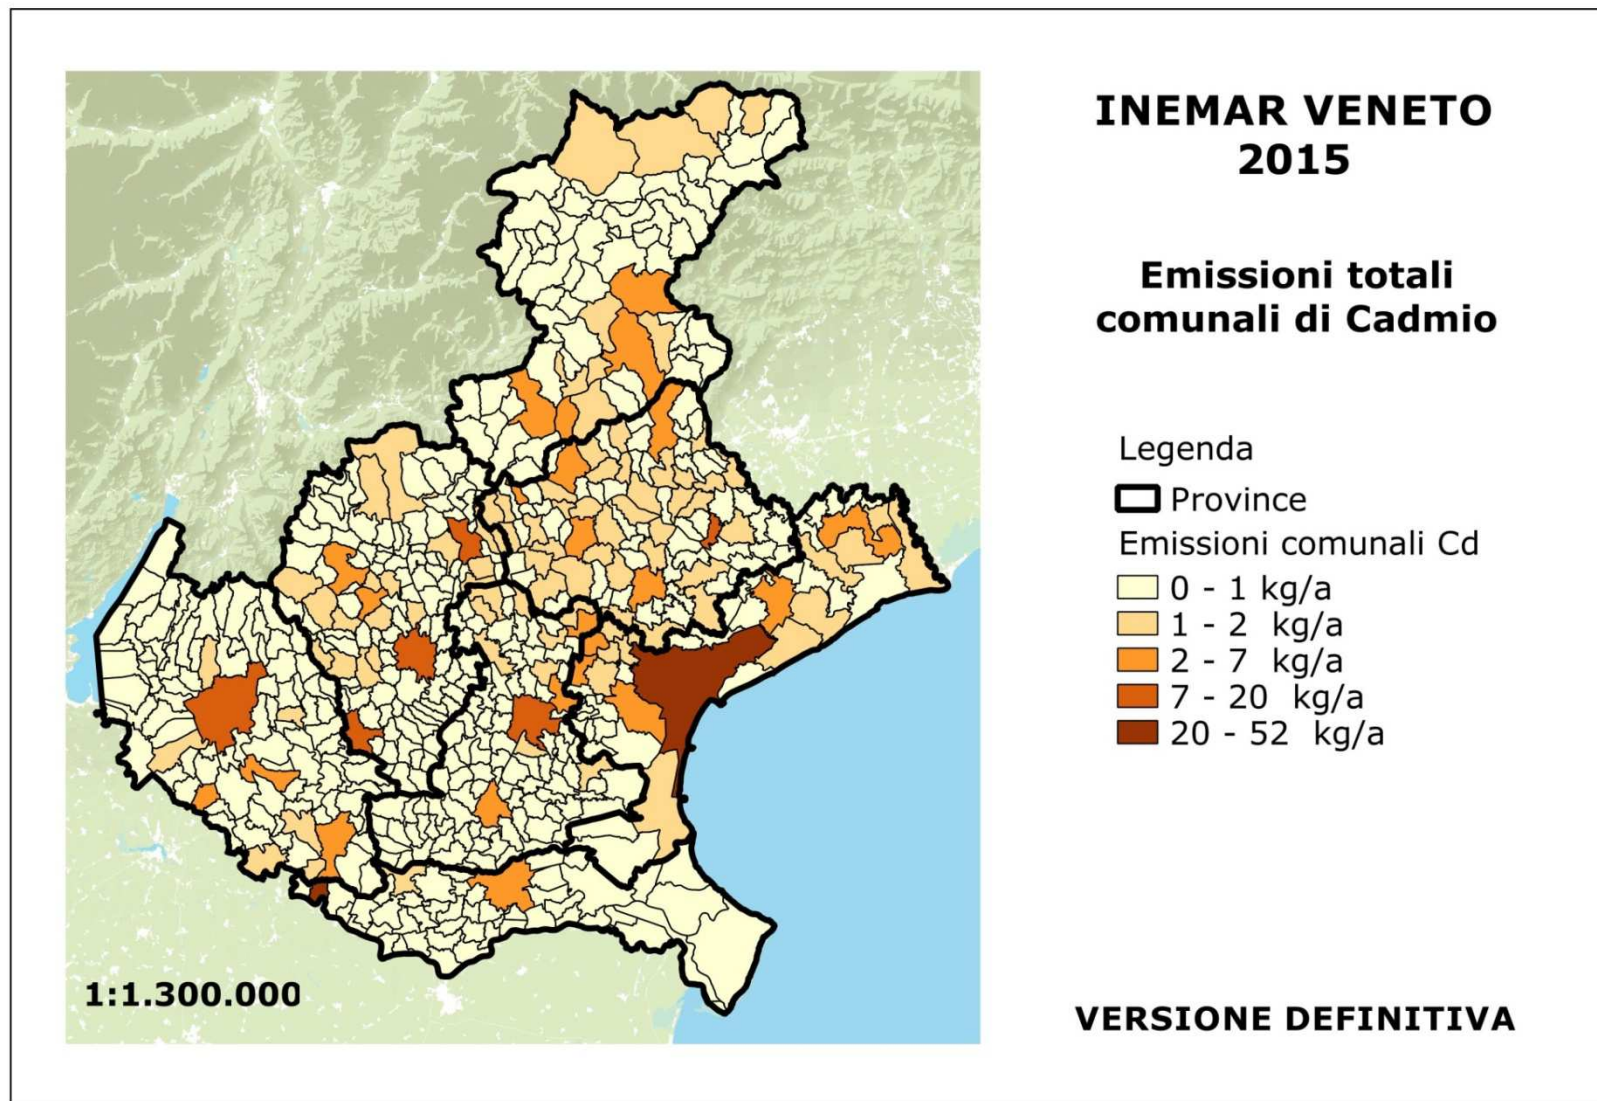 INEMAR VENETO
2015
Emissioni totali
comunali di Cadmio
Legenda
Province
Emissioni comunali Cd
0 - 1 kg/a
1 - 2 kg/a
2 - 7 kg/a
7 - 20 kg/a
20 - 52 kg/a
1:1.300.000
VERSIONE DEFINITIVA